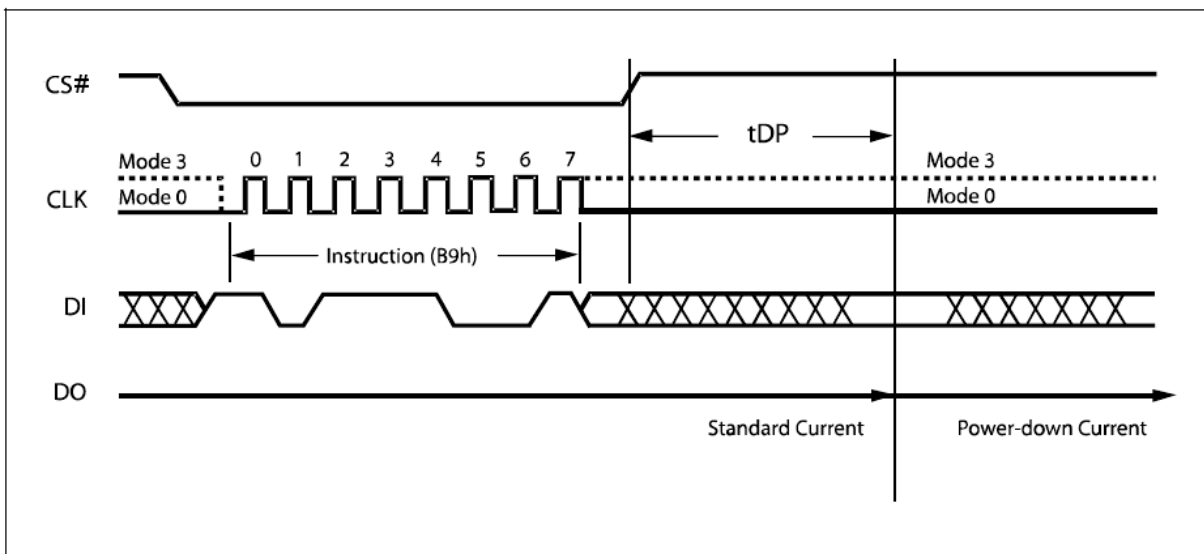 CS#
tDP
Mode 3
0 1 2 3 4 5 6 7
Mode 3
CLK
Mode 0
Mode 0
Instruction (B9h)
DI
DO
Standard Current
Power-down Current